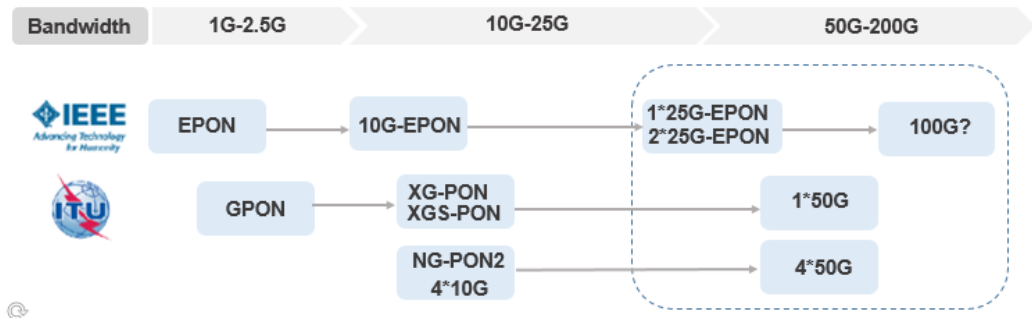 Bandwidth 1G-2.5G 10G-25G 50G-200G
IEEE
Advancing Technology
for Humanity
EPON 10G-EPON 1*25G-EPON
2*25G-EPON 100G?
ITU
GPON XG-PON
XGS-PON 1*50G
NG-PON2
4*10G 4*50G